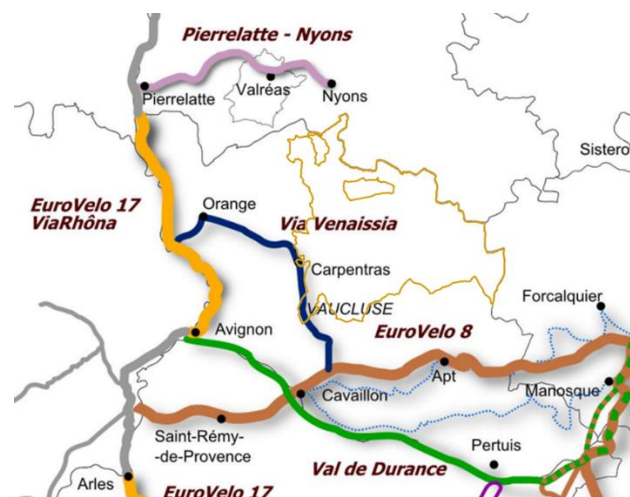 Pierrelatte - Nyons
Pierrelatte
Valréas
Nyons
Sistero
EuroVelo 17
ViaRhôna
Orange
Via Venaissia
Carpentras
VAUCLUSE
Forcalquier
Avignon
EuroVelo 8
Apt
Manosque
Cavaillon
Saint-Rémy-
-de-Provence
Pertuis
Val de Durance
Arles
EuroVelo 17